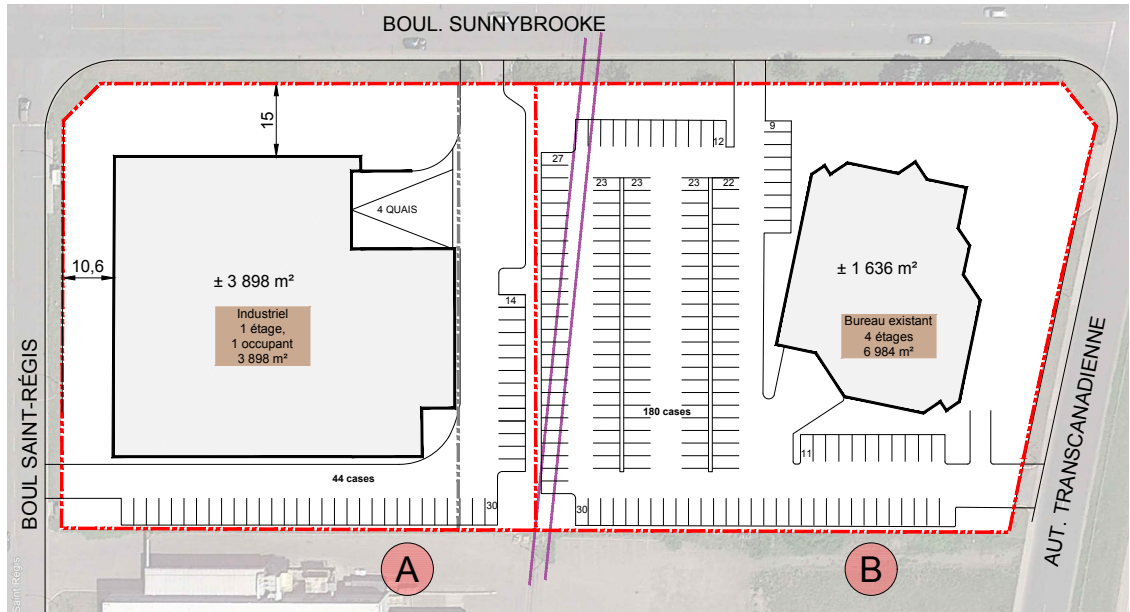 BOUL. SUNNYBROOKE
15
10,6
4 QUAIS
± 3 898 m²
Industriel
1 étage,
1 occupant
3 898 m²
14
44 cases
30
27
12
9
23
23
23
22
180 cases
11
30
± 1 636 m²
Bureau existant
4 étages
6 984 m²
BOUL SAINT-RÉGIS
AUT. TRANSCANADIENNE
A
B
Saint Regis